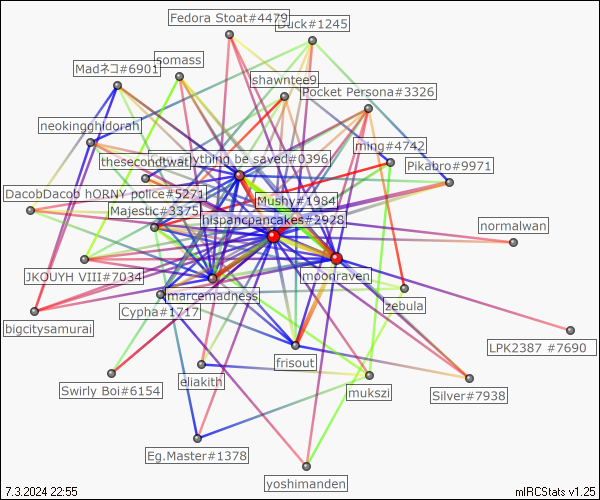 Fedora Stoat#4479
Duck#1245
somass
Madネコ#6901
shawntee9
Pocket Persona#3326
neokingghidorah
ming#4742
thesecondtwat
ything be saved#0396
Pikabro#9971
DacobDacob hORNY police#5271
Mushy#1984
Majestic#3375
hispancpancakes#2928
normalwan
JKOUYH VIII#7034
moonraven
marcemadness
zebula
Cypha#1717
bigcitysamurai
LPK2387 #7690
frisout
eliakith
Swirly Boi#6154
mukszi
Silver#7938
Eg.Master#1378
yoshimanden
7.3.2024 22:55
mIRCStats v1.25